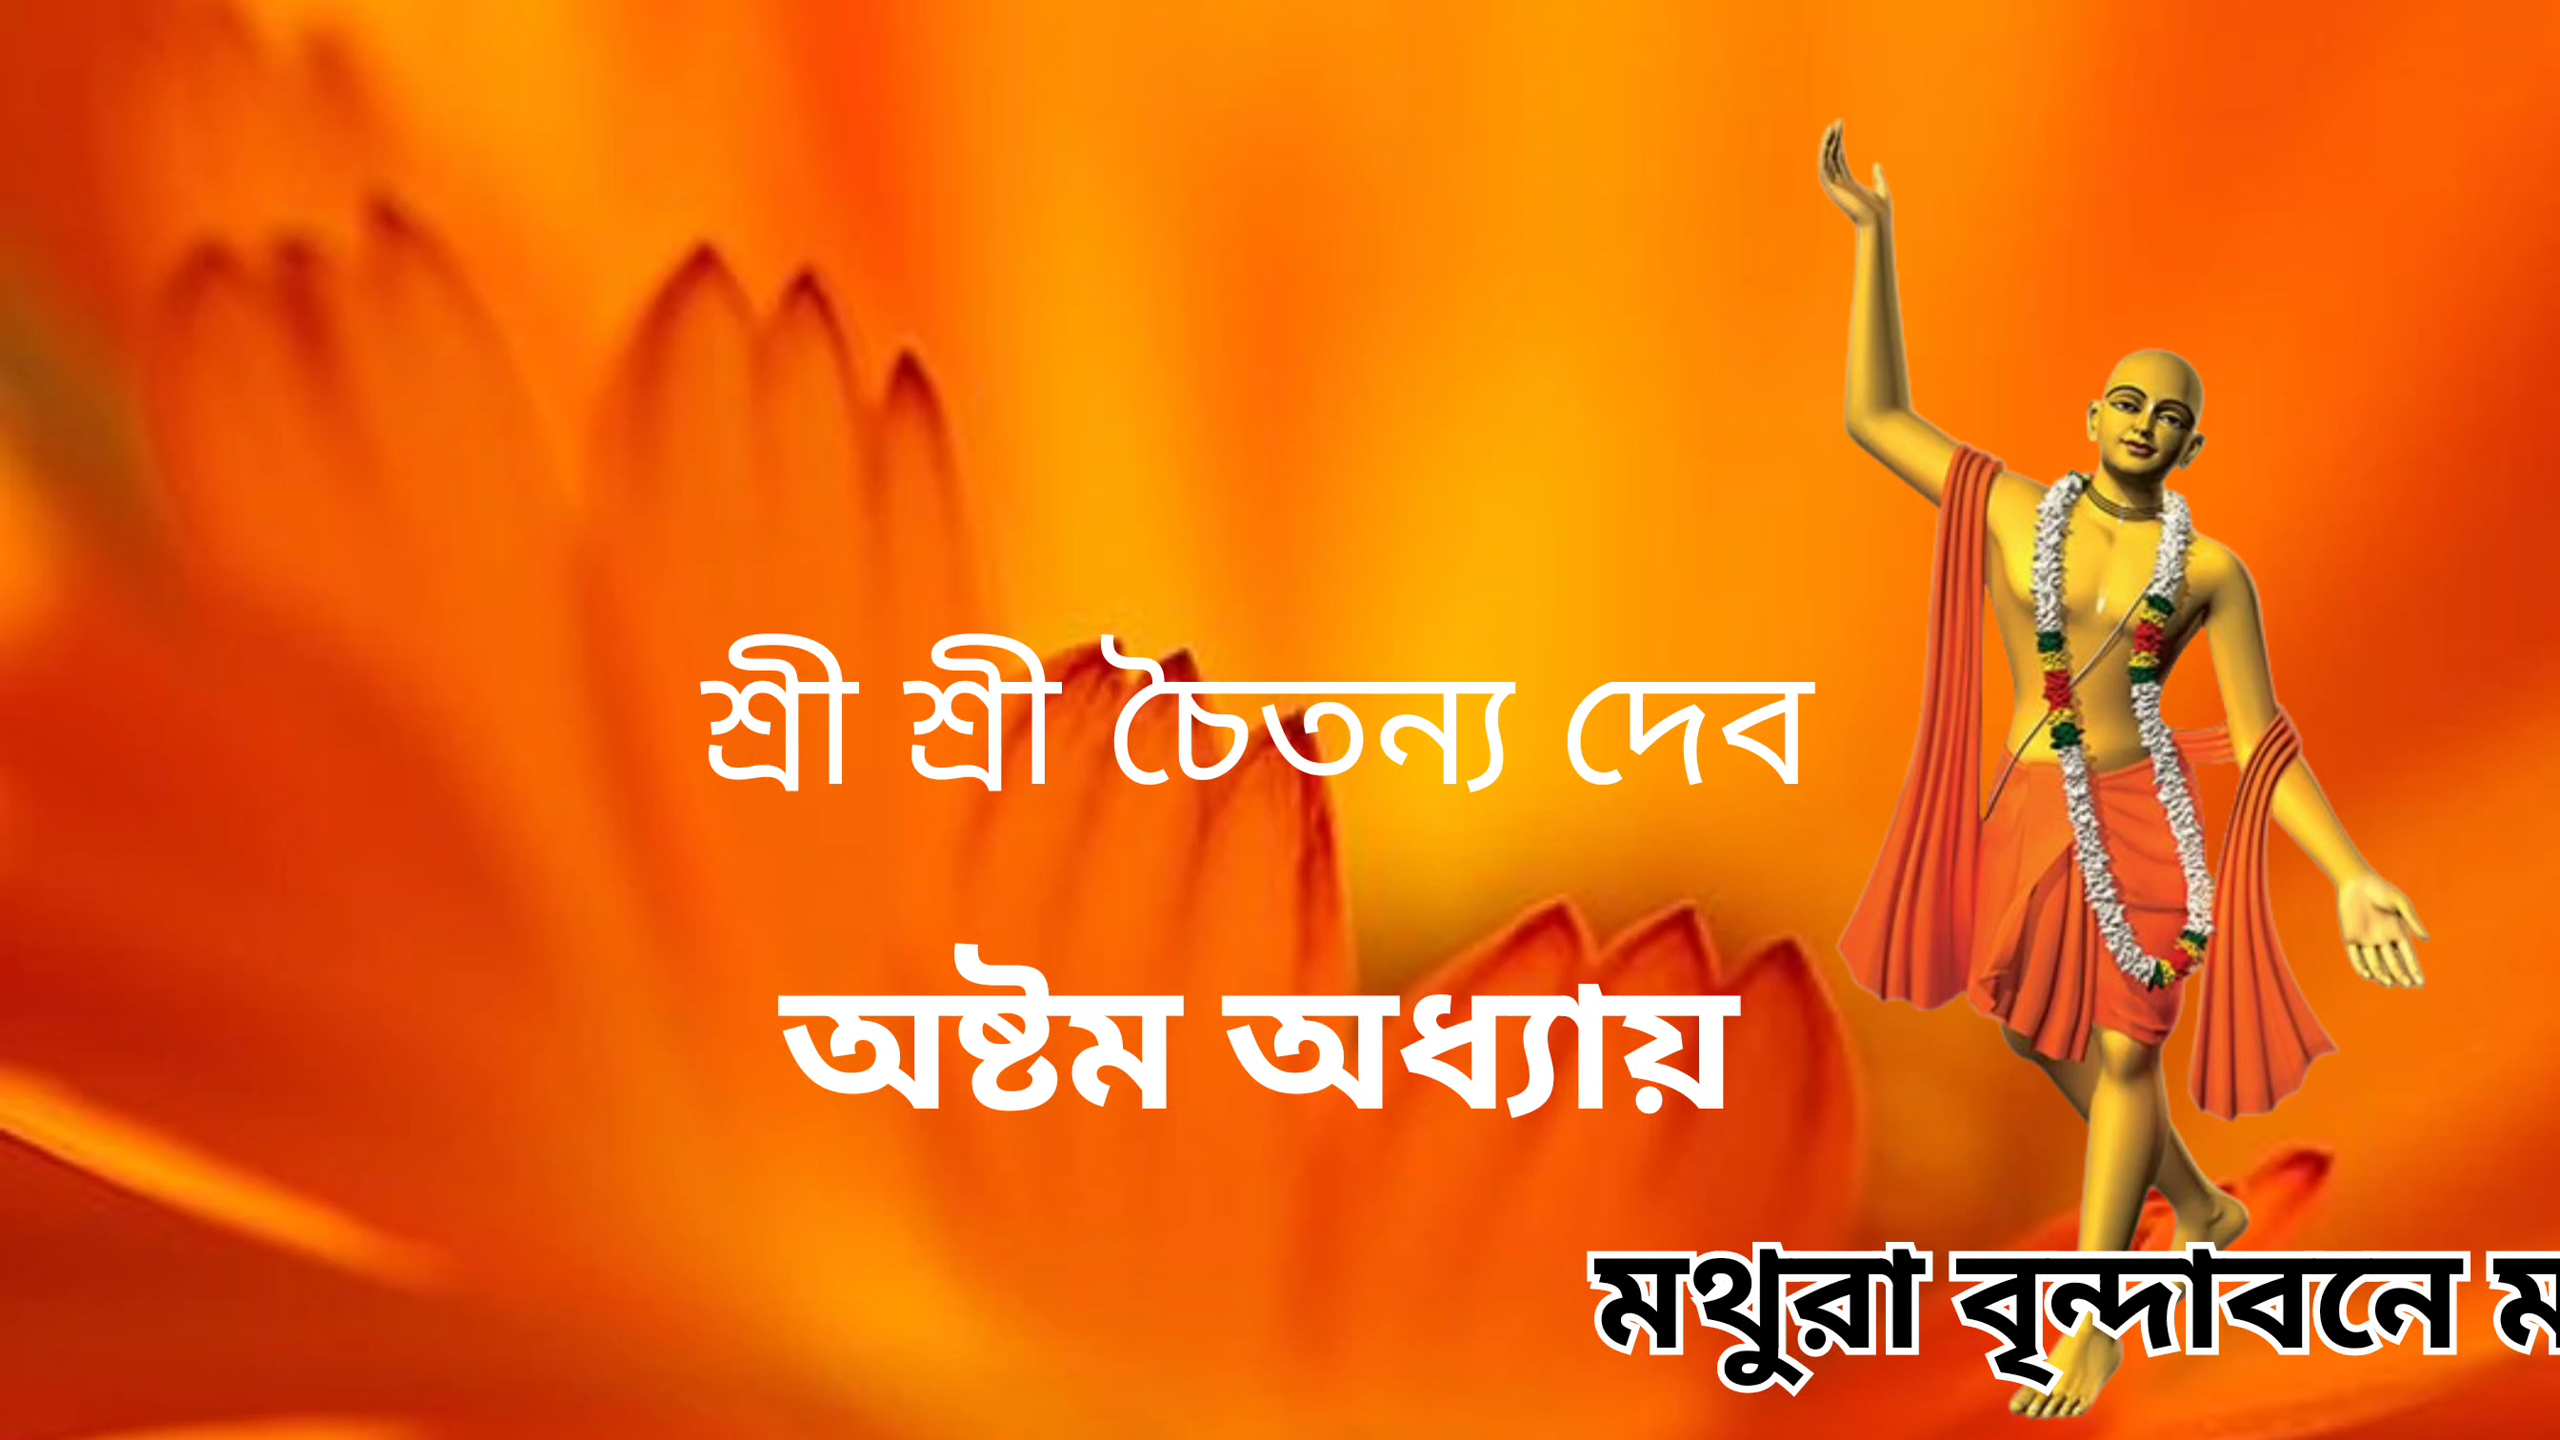 শ্রী শ্রী চৈতন্য দেব
অষ্টম অধ্যায়
মথুরা বৃন্দাবনে